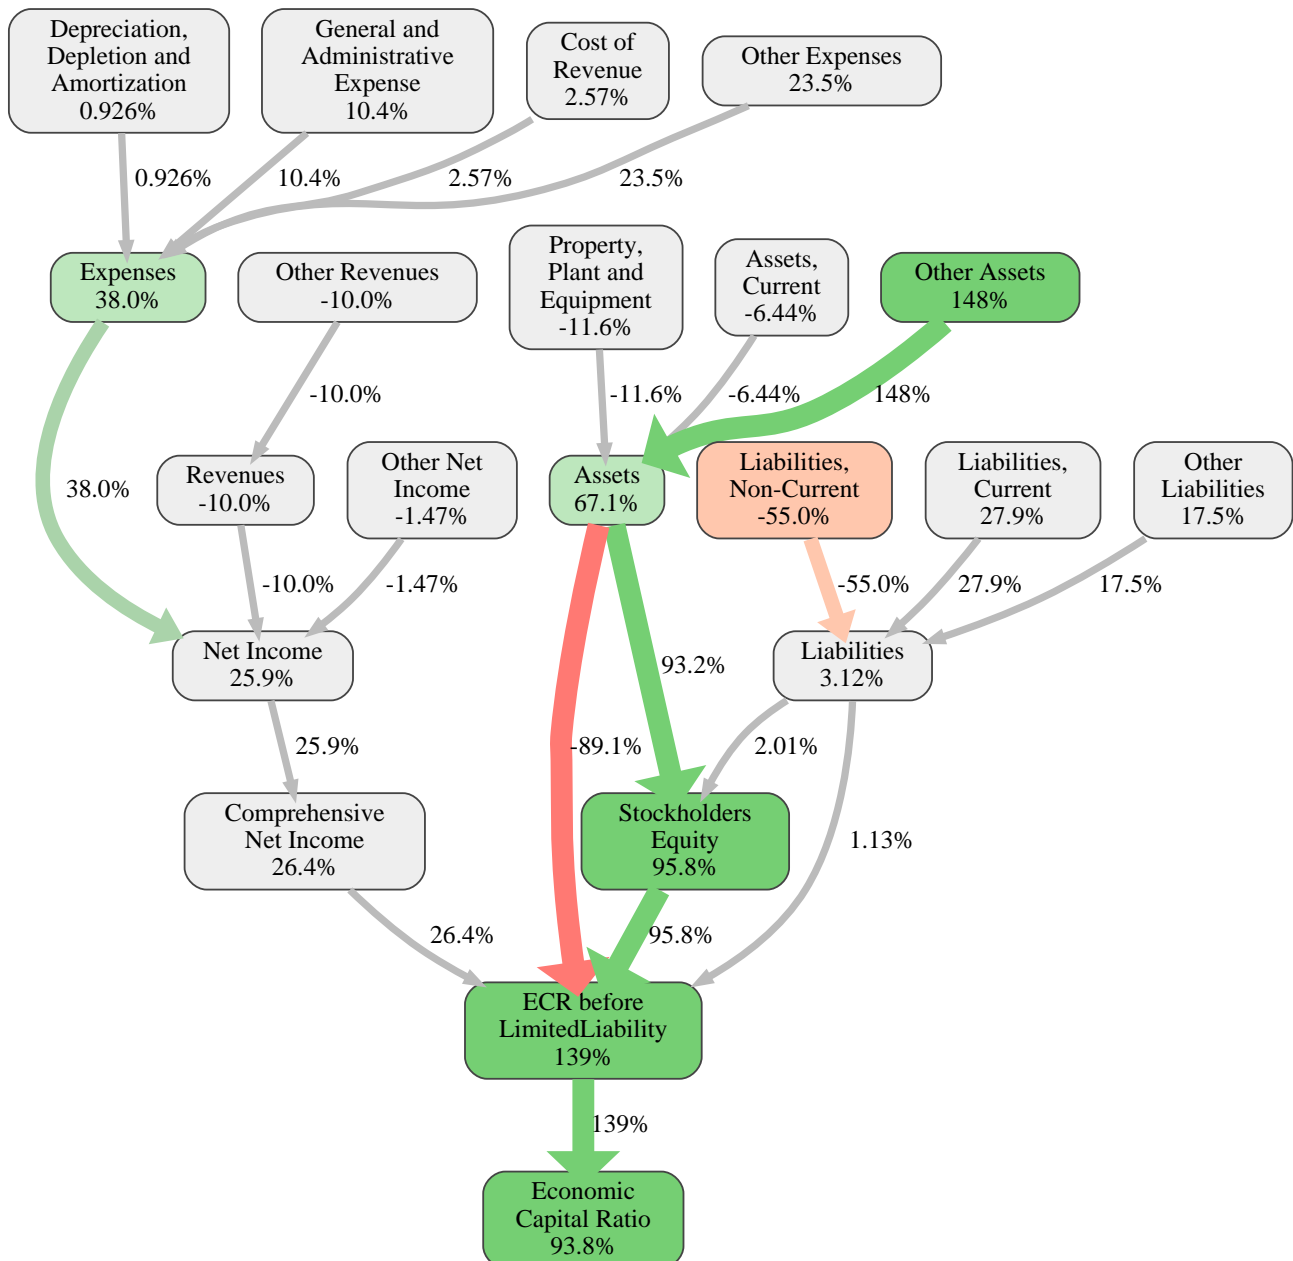 Depreciation,
Depletion and
Amortization
0.926%
General and
Administrative
Expense
10.4%
Cost of
Revenue
2.57%
Other Expenses
23.5%
0.926%
10.4%
2.57%
23.5%
Expenses
38.0%
Other Revenues
-10.0%
Property,
Plant and
Equipment
-11.6%
Assets,
Current
-6.44%
Other Assets
148%
-10.0%
-11.6%
-6.44%
148%
38.0%
Revenues
-10.0%
Other Net
Income
-1.47%
Assets
67.1%
Liabilities,
Non-Current
-55.0%
Liabilities,
Current
27.9%
Other
Liabilities
17.5%
-10.0%
-1.47%
-55.0%
27.9%
17.5%
Net Income
25.9%
93.2%
Liabilities
3.12%
25.9%
-89.1%
2.01%
Comprehensive
Net Income
26.4%
Stockholders
Equity
95.8%
1.13%
26.4%
95.8%
ECR before
LimitedLiability
139%
139%
Economic
Capital Ratio
93.8%